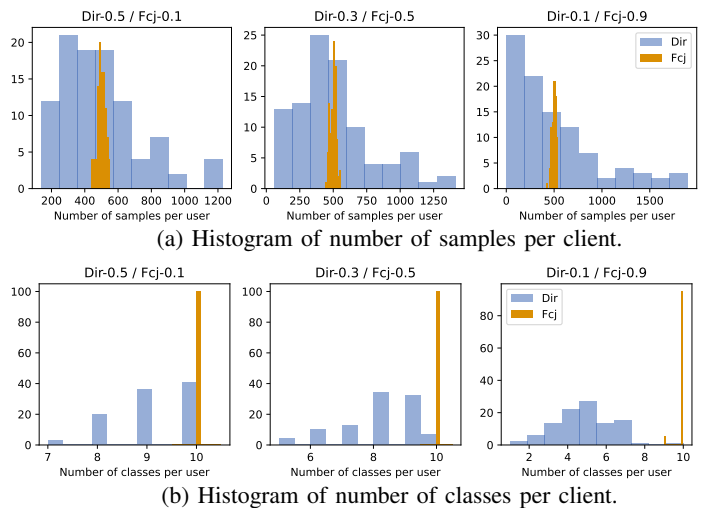 Dir-0.5 / Fcj-0.1
Dir-0.3 / Fcj-0.5
Dir-0.1 / Fcj-0.9
20
15
10
5
0
25
20
15
10
5
0
30
25
20
15
10
5
0
Dir
Fcj
200 400 600 800 1000 1200
250 500 750 1000 1250
0 500 1000 1500
Number of samples per user
Number of samples per user
Number of samples per user
(a) Histogram of number of samples per client.
Dir-0.5 / Fcj-0.1
Dir-0.3 / Fcj-0.5
Dir-0.1 / Fcj-0.9
100
80
60
40
20
0
100
80
60
40
20
0
80
60
40
20
0
Dir
Fcj
7 8 9 10
6 8 10
2 4 6 8 10
Number of classes per user
Number of classes per user
Number of classes per user
(b) Histogram of number of classes per client.